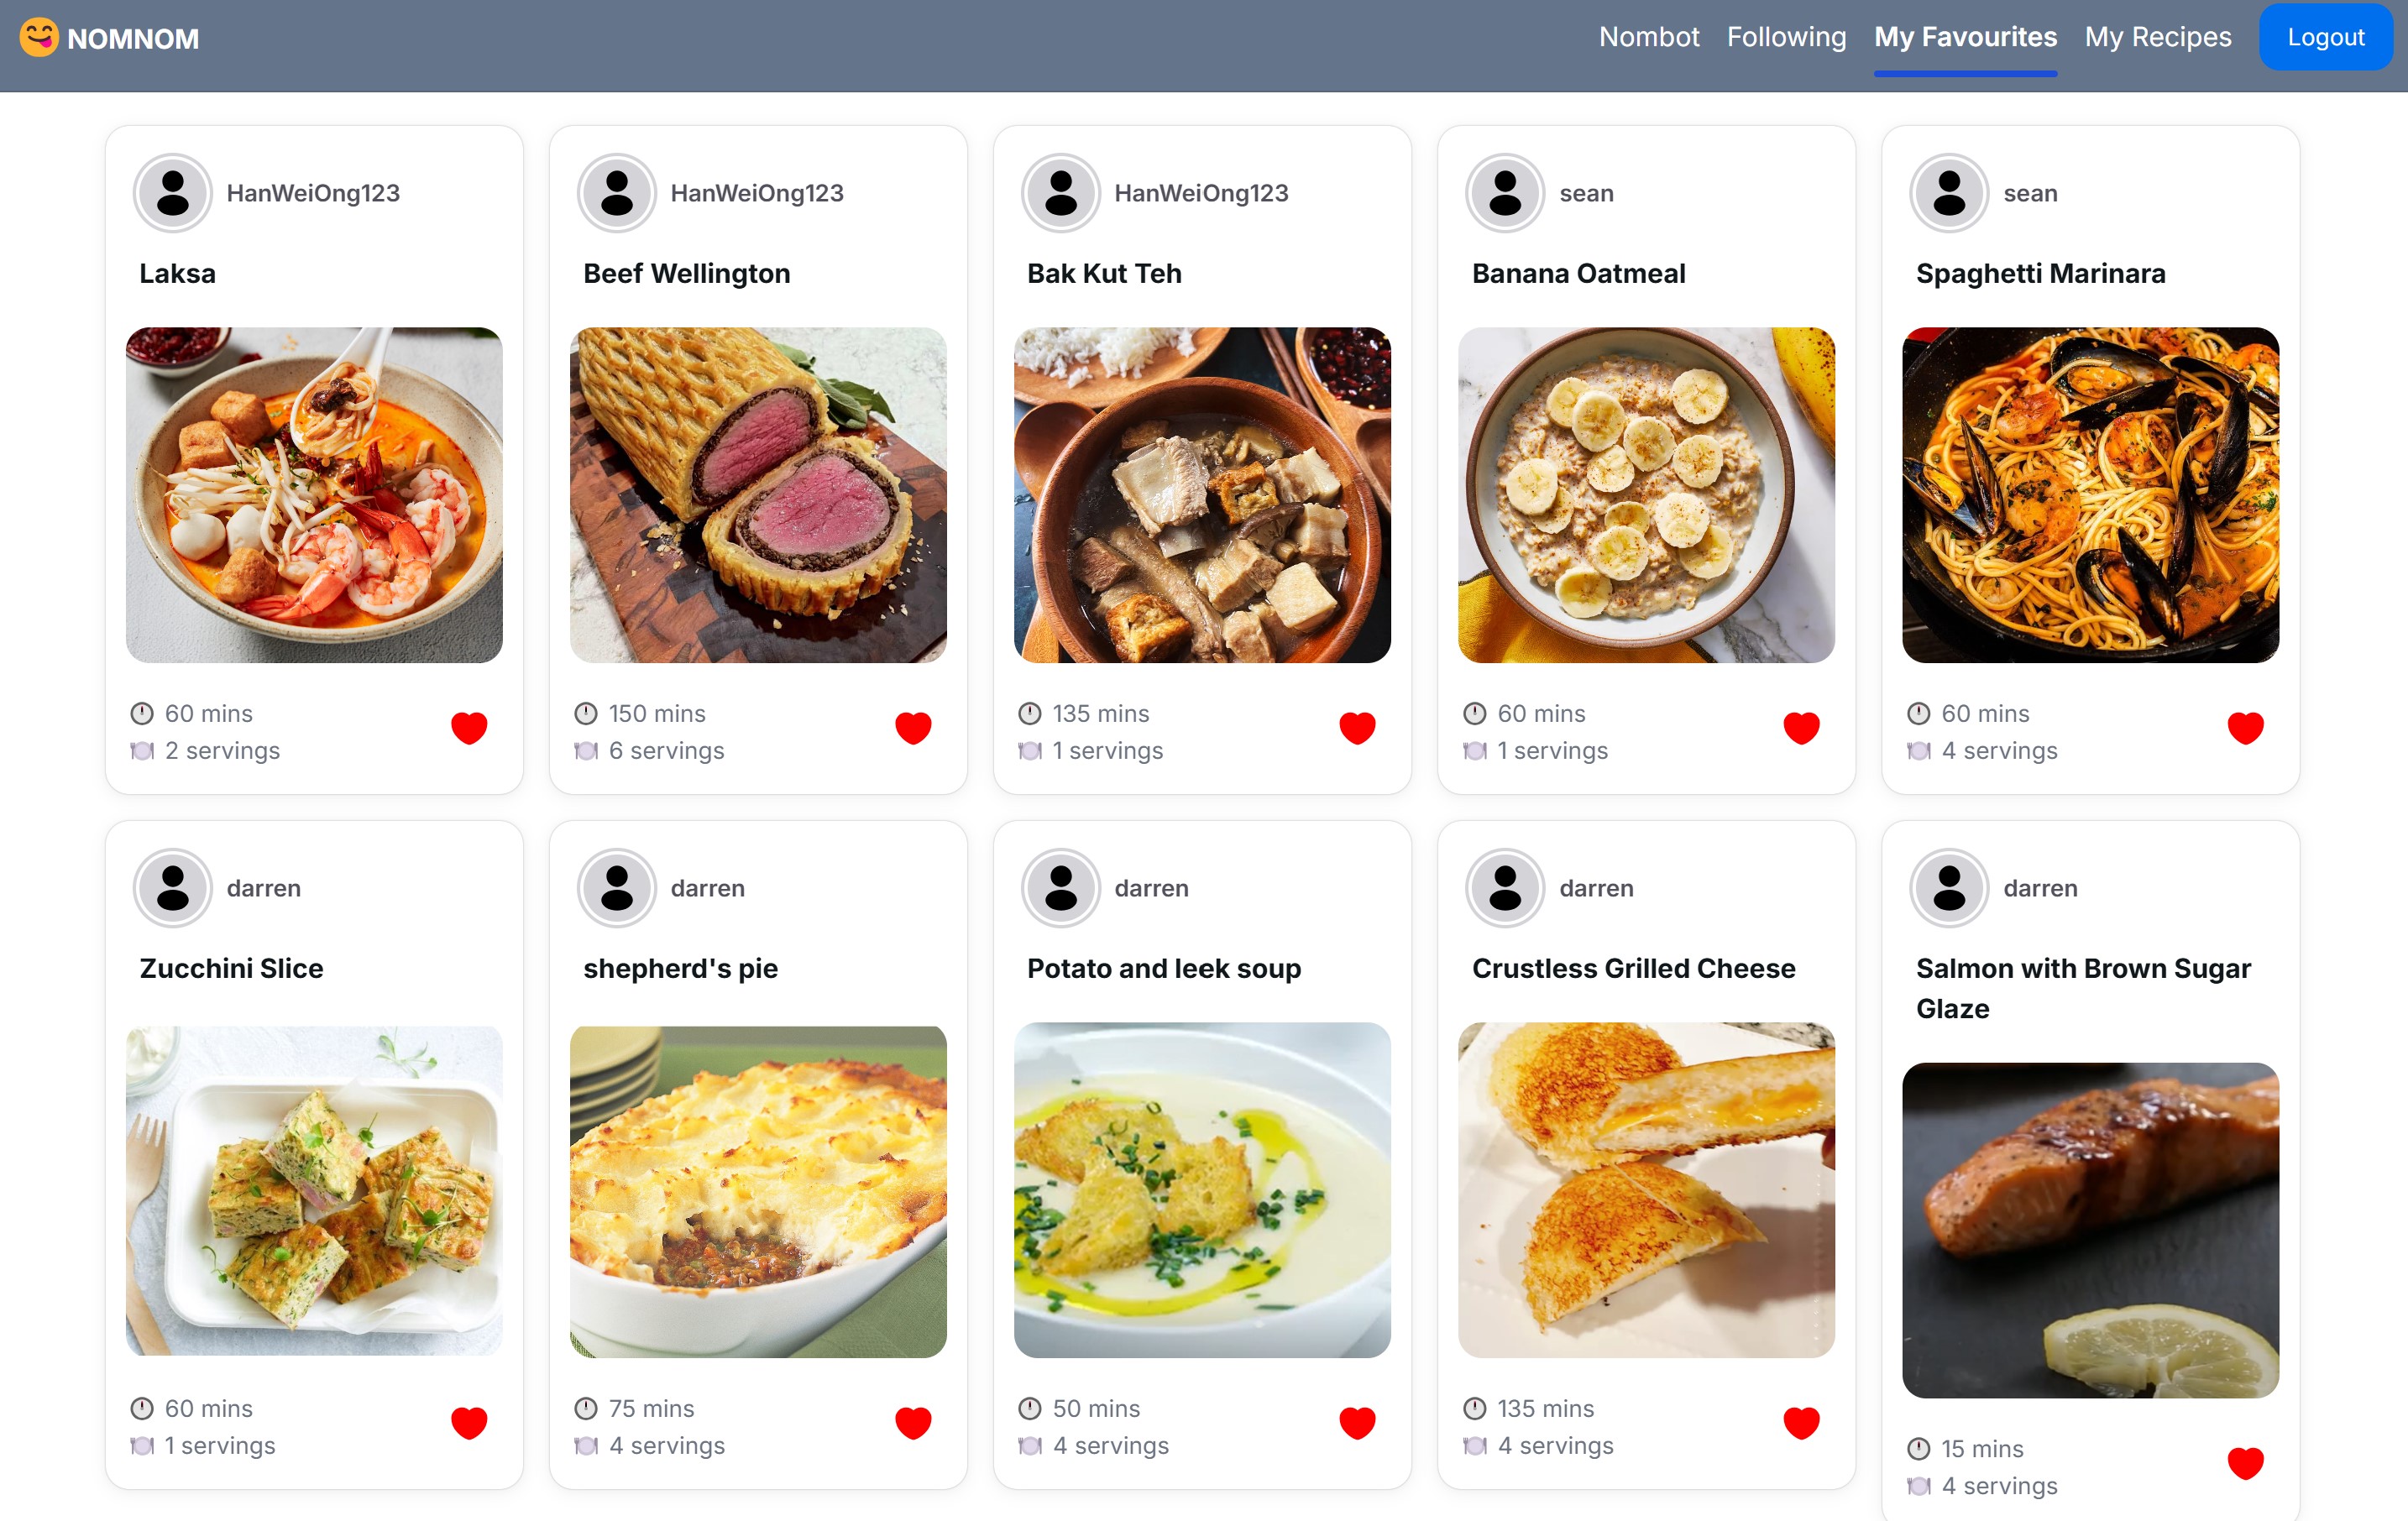 NOMNOM
Nombot Following My Favourites My Recipes Logout
HanWeiOng123
Laksa
60 mins
2 servings
HanWeiOng123
Beef Wellington
150 mins
6 servings
HanWeiOng123
Bak Kut Teh
135 mins
1 servings
sean
Banana Oatmeal
60 mins
1 servings
sean
Spaghetti Marinara
60 mins
4 servings
darren
Zucchini Slice
60 mins
1 servings
darren
shepherd's pie
75 mins
4 servings
darren
Potato and leek soup
50 mins
4 servings
darren
Crustless Grilled Cheese
135 mins
4 servings
darren
Salmon with Brown Sugar
Glaze
15 mins
4 servings